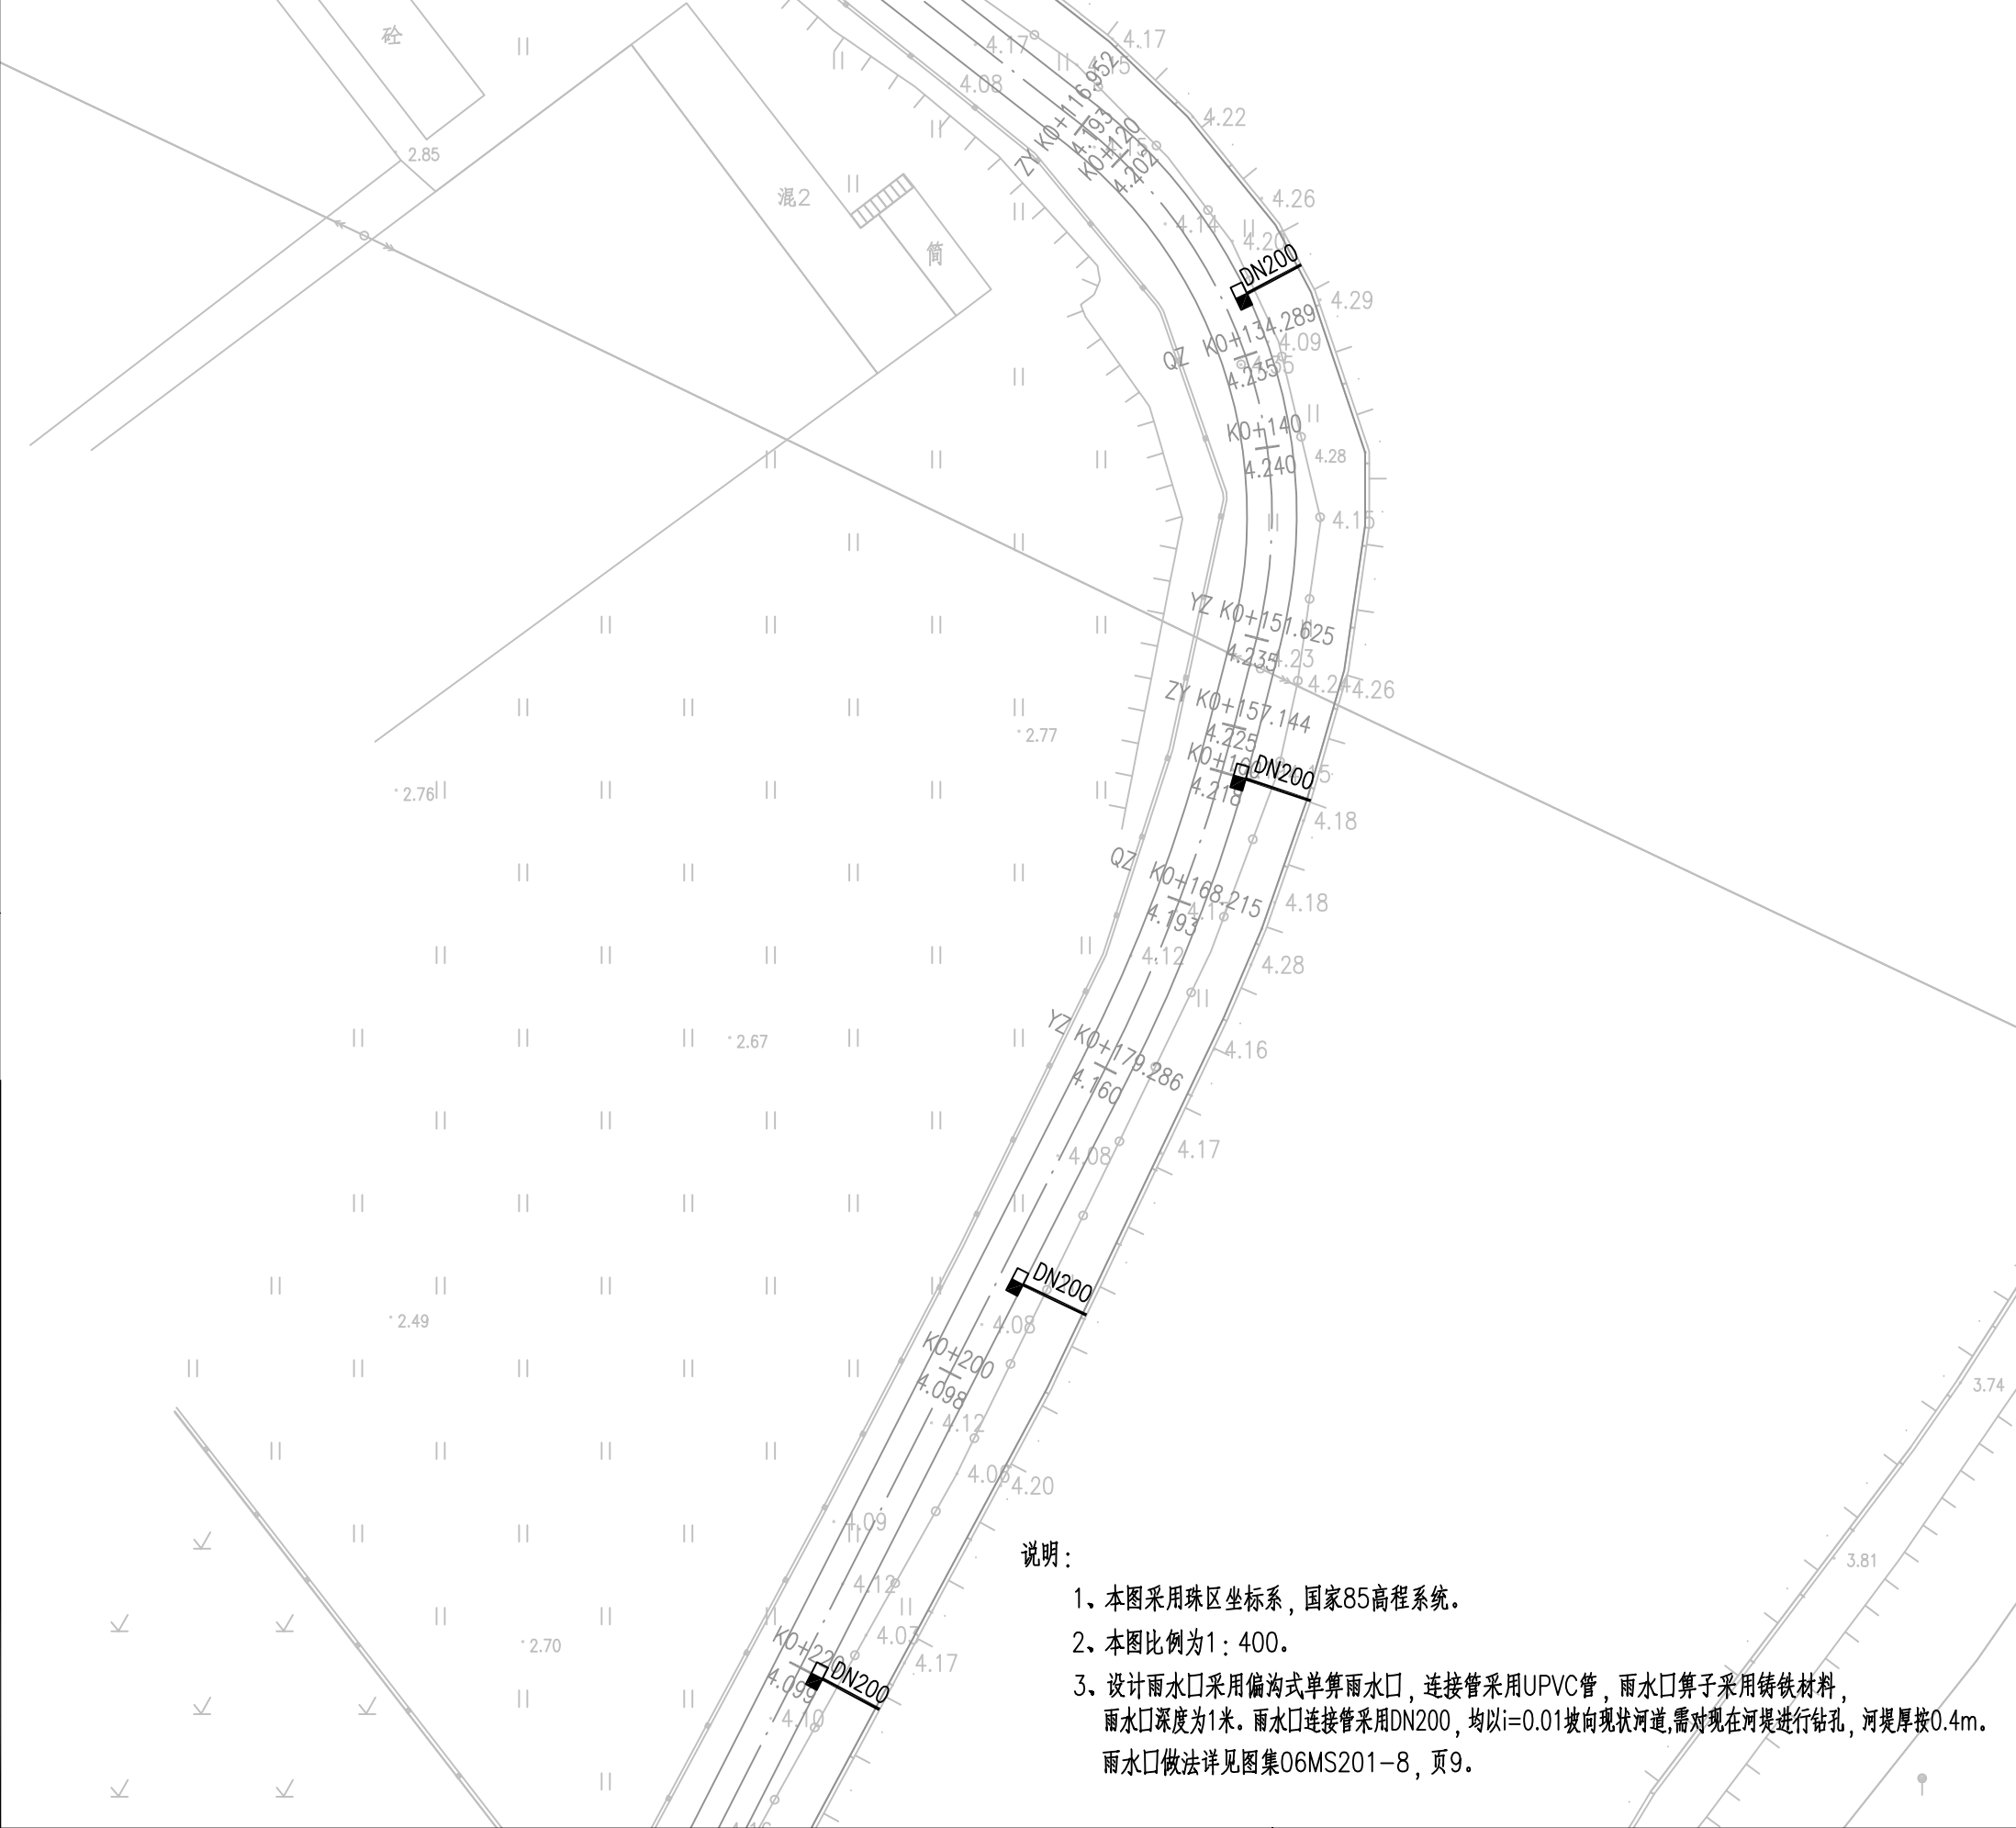 砼
4.17
4.17
4.15
4.08
ZY K0+116.952
4.193
4.22
K0+120
4.202
4.15
2.85
混2
4.26
4.14
4.20
简
DN200
4.29
QZ K0+134.289
4.235
4.09
K0+140
4.240
4.28
4.15
YZ K0+151.625
4.235
4.23
4.24
4.26
ZY K0+157.144
4.225
2.77
DN200
4.218
2.76
4.18
QZ K0+168.215
4.193
4.18
4.12
4.28
YZ K0+179.286
4.160
4.16
2.67
4.08
4.17
DN200
2.49
4.08
K0+200
4.098
3.74
4.12
4.20
4.09
3.81
4.12
K0+220
4.099
DN200
4.03
4.17
2.70
4.10
说明：
1、本图采用珠区坐标系，国家85高程系统。
2、本图比例为1：400。
3、设计雨水口采用偏沟式单箅雨水口，连接管采用UPVC管，雨水口箅子采用铸铁材料，
雨水口深度为1米。雨水口连接管采用DN200，均以i=0.01坡向现状河道,需对现在河堤进行钻孔，河堤厚按0.4m。
雨水口做法详见图集06MS201-8，页9。